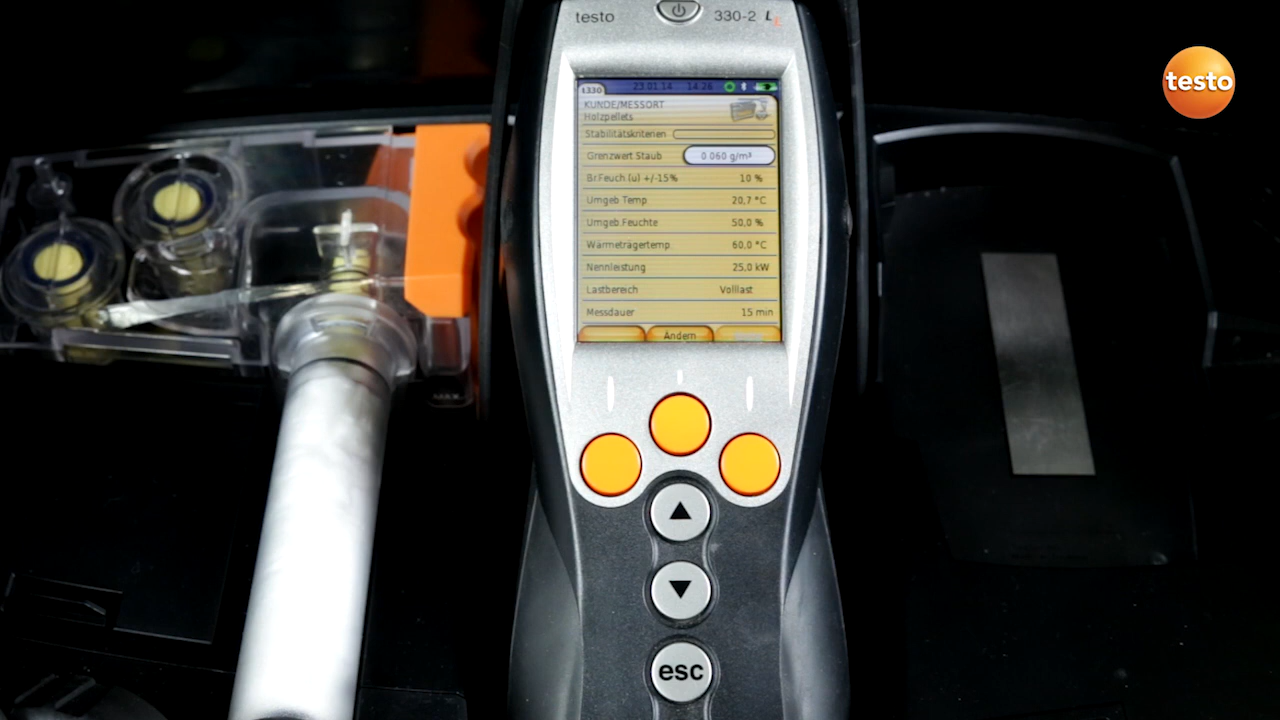 testo
330-2 LL
testo
t330
23.01.14 14:26
KUNDE/MESSORT
Holzpellets
Stabilitätskriterien
Grenzwert Staub 0.060 g/m³
Br.Feuch (u) +/-15% 10 %
Umgeb.Temp. 20,7 °C
Umgeb.Feuchte 50,0 %
Wärmeträgertemp. 60,0 °C
Nennleistung 25,0 kW
Lastbereich Volllast
Messdauer 15 min
Ändern
esc